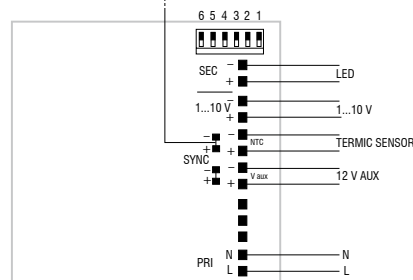 6 5 4 3 2 1
SEC
−
+
LED
1...10 V
−
+
1...10 V
SYNC
−
+
−
+
−
+
NTC
TERMIC SENSOR
−
+
V aux
12 V AUX
PRI
N
L
N
L